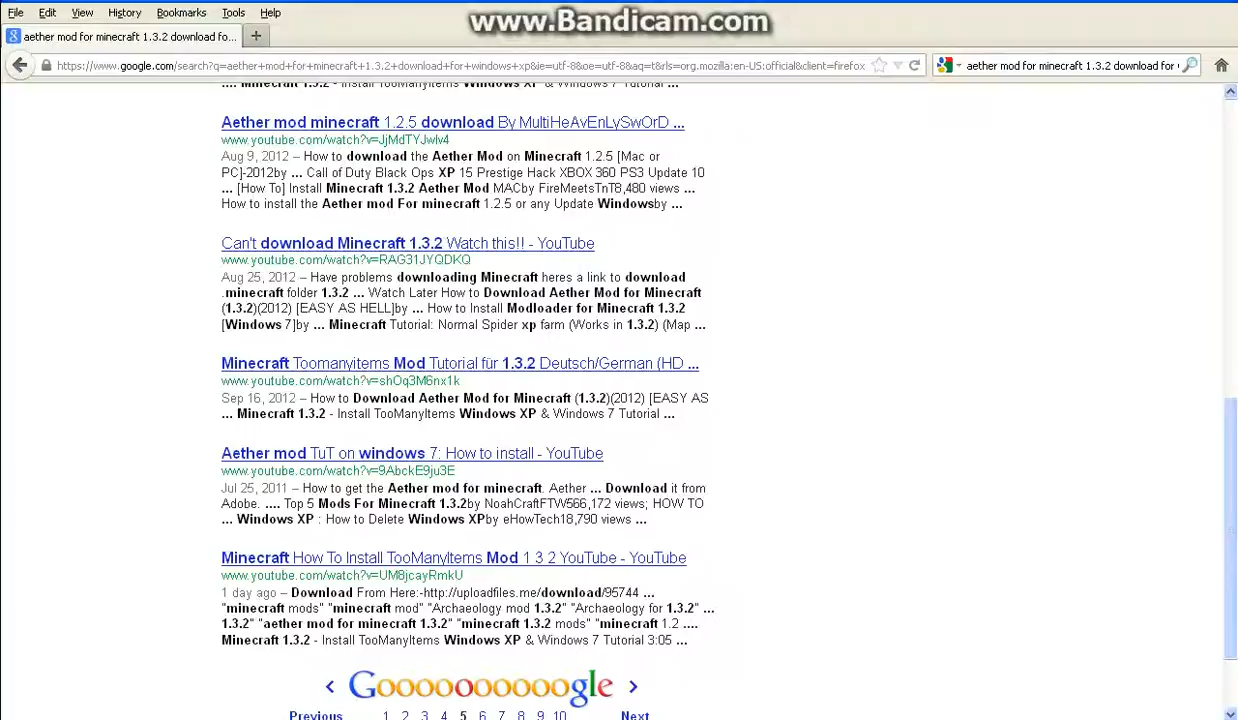 www.Bandicam.com
File Edit View History Bookmarks Tools Help
aether mod for minecraft 1.3.2 download fo...
https://www.google.com/search?q=aether+mod+for+minecraft+1.3.2+download+for+windows+xp&ie=utf-8&oe=utf-8&aq=t&rls=org.mozilla:en-US:official&client=firefox
aether mod for minecraft 1.3.2 download for
.... Minecraft 1.3.2 - Install TooManyItems Windows XP & Windows 7 Tutorial ...
Aether mod minecraft 1.2.5 download By MultiHeAvEnLySwOrD ...
www.youtube.com/watch?v=JjMdTYJwlv4
Aug 9, 2012 – How to download the Aether Mod on Minecraft 1.2.5 [Mac or
PC]-2012by ... Call of Duty Black Ops XP 15 Prestige Hack XBOX 360 PS3 Update 10
... [How To] Install Minecraft 1.3.2 Aether Mod MACby FireMeetsTnT8,480 views ...
How to install the Aether mod For minecraft 1.2.5 or any Update Windowsby ...
Can't download Minecraft 1.3.2 Watch this!! - YouTube
www.youtube.com/watch?v=RAG31JYQDKQ
Aug 25, 2012 – Have problems downloading Minecraft heres a link to download
.minecraft folder 1.3.2 ... Watch Later How to Download Aether Mod for Minecraft
(1.3.2)(2012) [EASY AS HELL]by ... How to Install Modloader for Minecraft 1.3.2
[Windows 7]by ... Minecraft Tutorial: Normal Spider xp farm (Works in 1.3.2) (Map ...
Minecraft Toomanyitems Mod Tutorial für 1.3.2 Deutsch/German (HD ...
www.youtube.com/watch?v=shOq3M6nx1k
Sep 16, 2012 – How to Download Aether Mod for Minecraft (1.3.2)(2012) [EASY AS
... Minecraft 1.3.2 - Install TooManyItems Windows XP & Windows 7 Tutorial ...
Aether mod TuT on windows 7: How to install - YouTube
www.youtube.com/watch?v=9AbckE9ju3E
Jul 25, 2011 – How to get the Aether mod for minecraft. Aether ... Download it from
Adobe. .... Top 5 Mods For Minecraft 1.3.2by NoahCraftFTW566,172 views; HOW TO
... Windows XP : How to Delete Windows XPby eHowTech18,790 views ...
Minecraft How To Install TooManyItems Mod 1 3 2 YouTube - YouTube
www.youtube.com/watch?v=UM8jcayRmkU
1 day ago – Download From Here:-http://uploadfiles.me/download/95744 ...
"minecraft mods" "minecraft mod" "Archaeology mod 1.3.2" "Archaeology for 1.3.2" ...
1.3.2" "aether mod for minecraft 1.3.2" "minecraft 1.3.2 mods" "minecraft 1.2 ....
Minecraft 1.3.2 - Install TooManyItems Windows XP & Windows 7 Tutorial 3:05 ...
‹ Goooooooooogle ›
Previous 1 2 3 4 5 6 7 8 9 10 Next